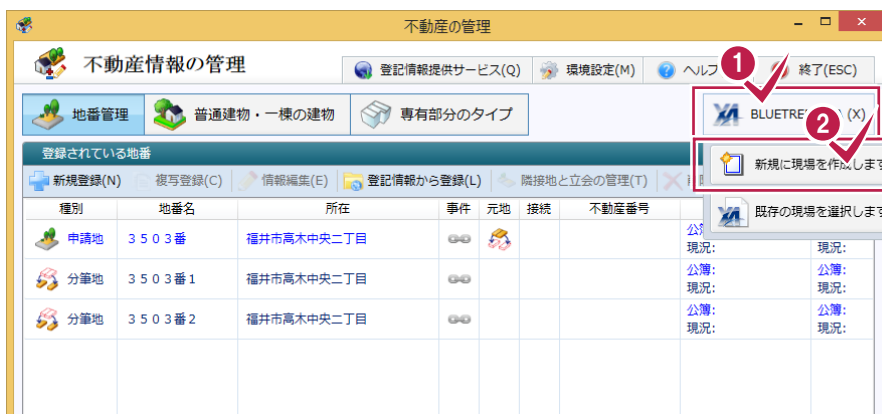 不動産の管理
不動産情報の管理
登記情報提供サービス(Q) 環境設定(M) ヘルプ 終了(ESC)
1
地番管理 普通建物・一棟の建物 専有部分のタイプ BLUETRE (X)
2
登録されている地番
新規に現場を作成します
新規登録(N) 複写登録(C) 情報編集(E) 登記情報から登録(L) 隣接地と立会の管理(T)
種別 地番名 所在 事件 元地 接続 不動産番号
既存の現場を選択します
申請地 3503番 福井市高木中央二丁目 公簿:
現況: 現況:
分筆地 3503番1 福井市高木中央二丁目 公簿: 公簿:
現況: 現況:
分筆地 3503番2 福井市高木中央二丁目 公簿: 公簿:
現況: 現況: